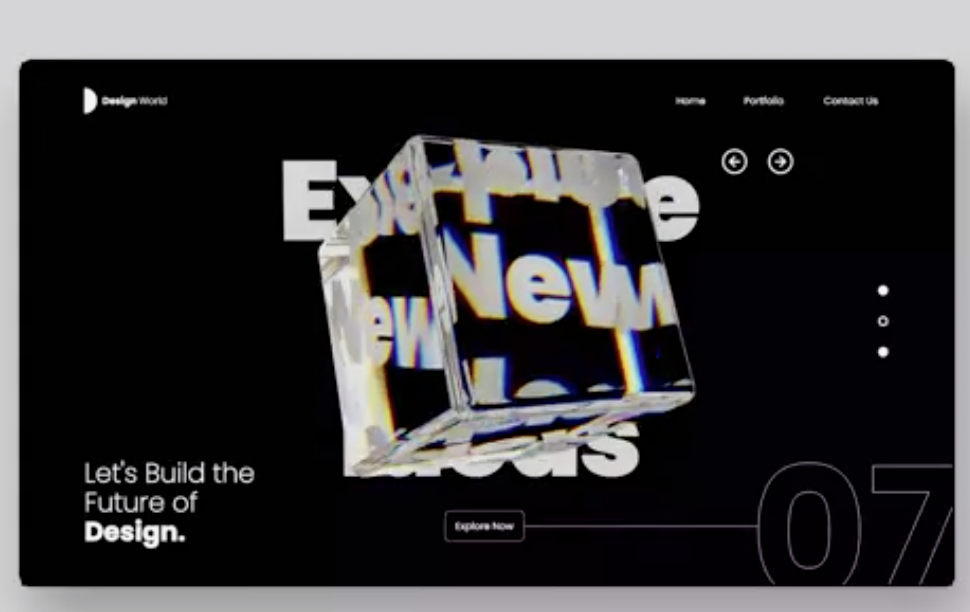 Design World
Home Portfolio Contact Us
Explore
New
New
Ideas
Let's Build the
Future of
Design.
Explore Now
07